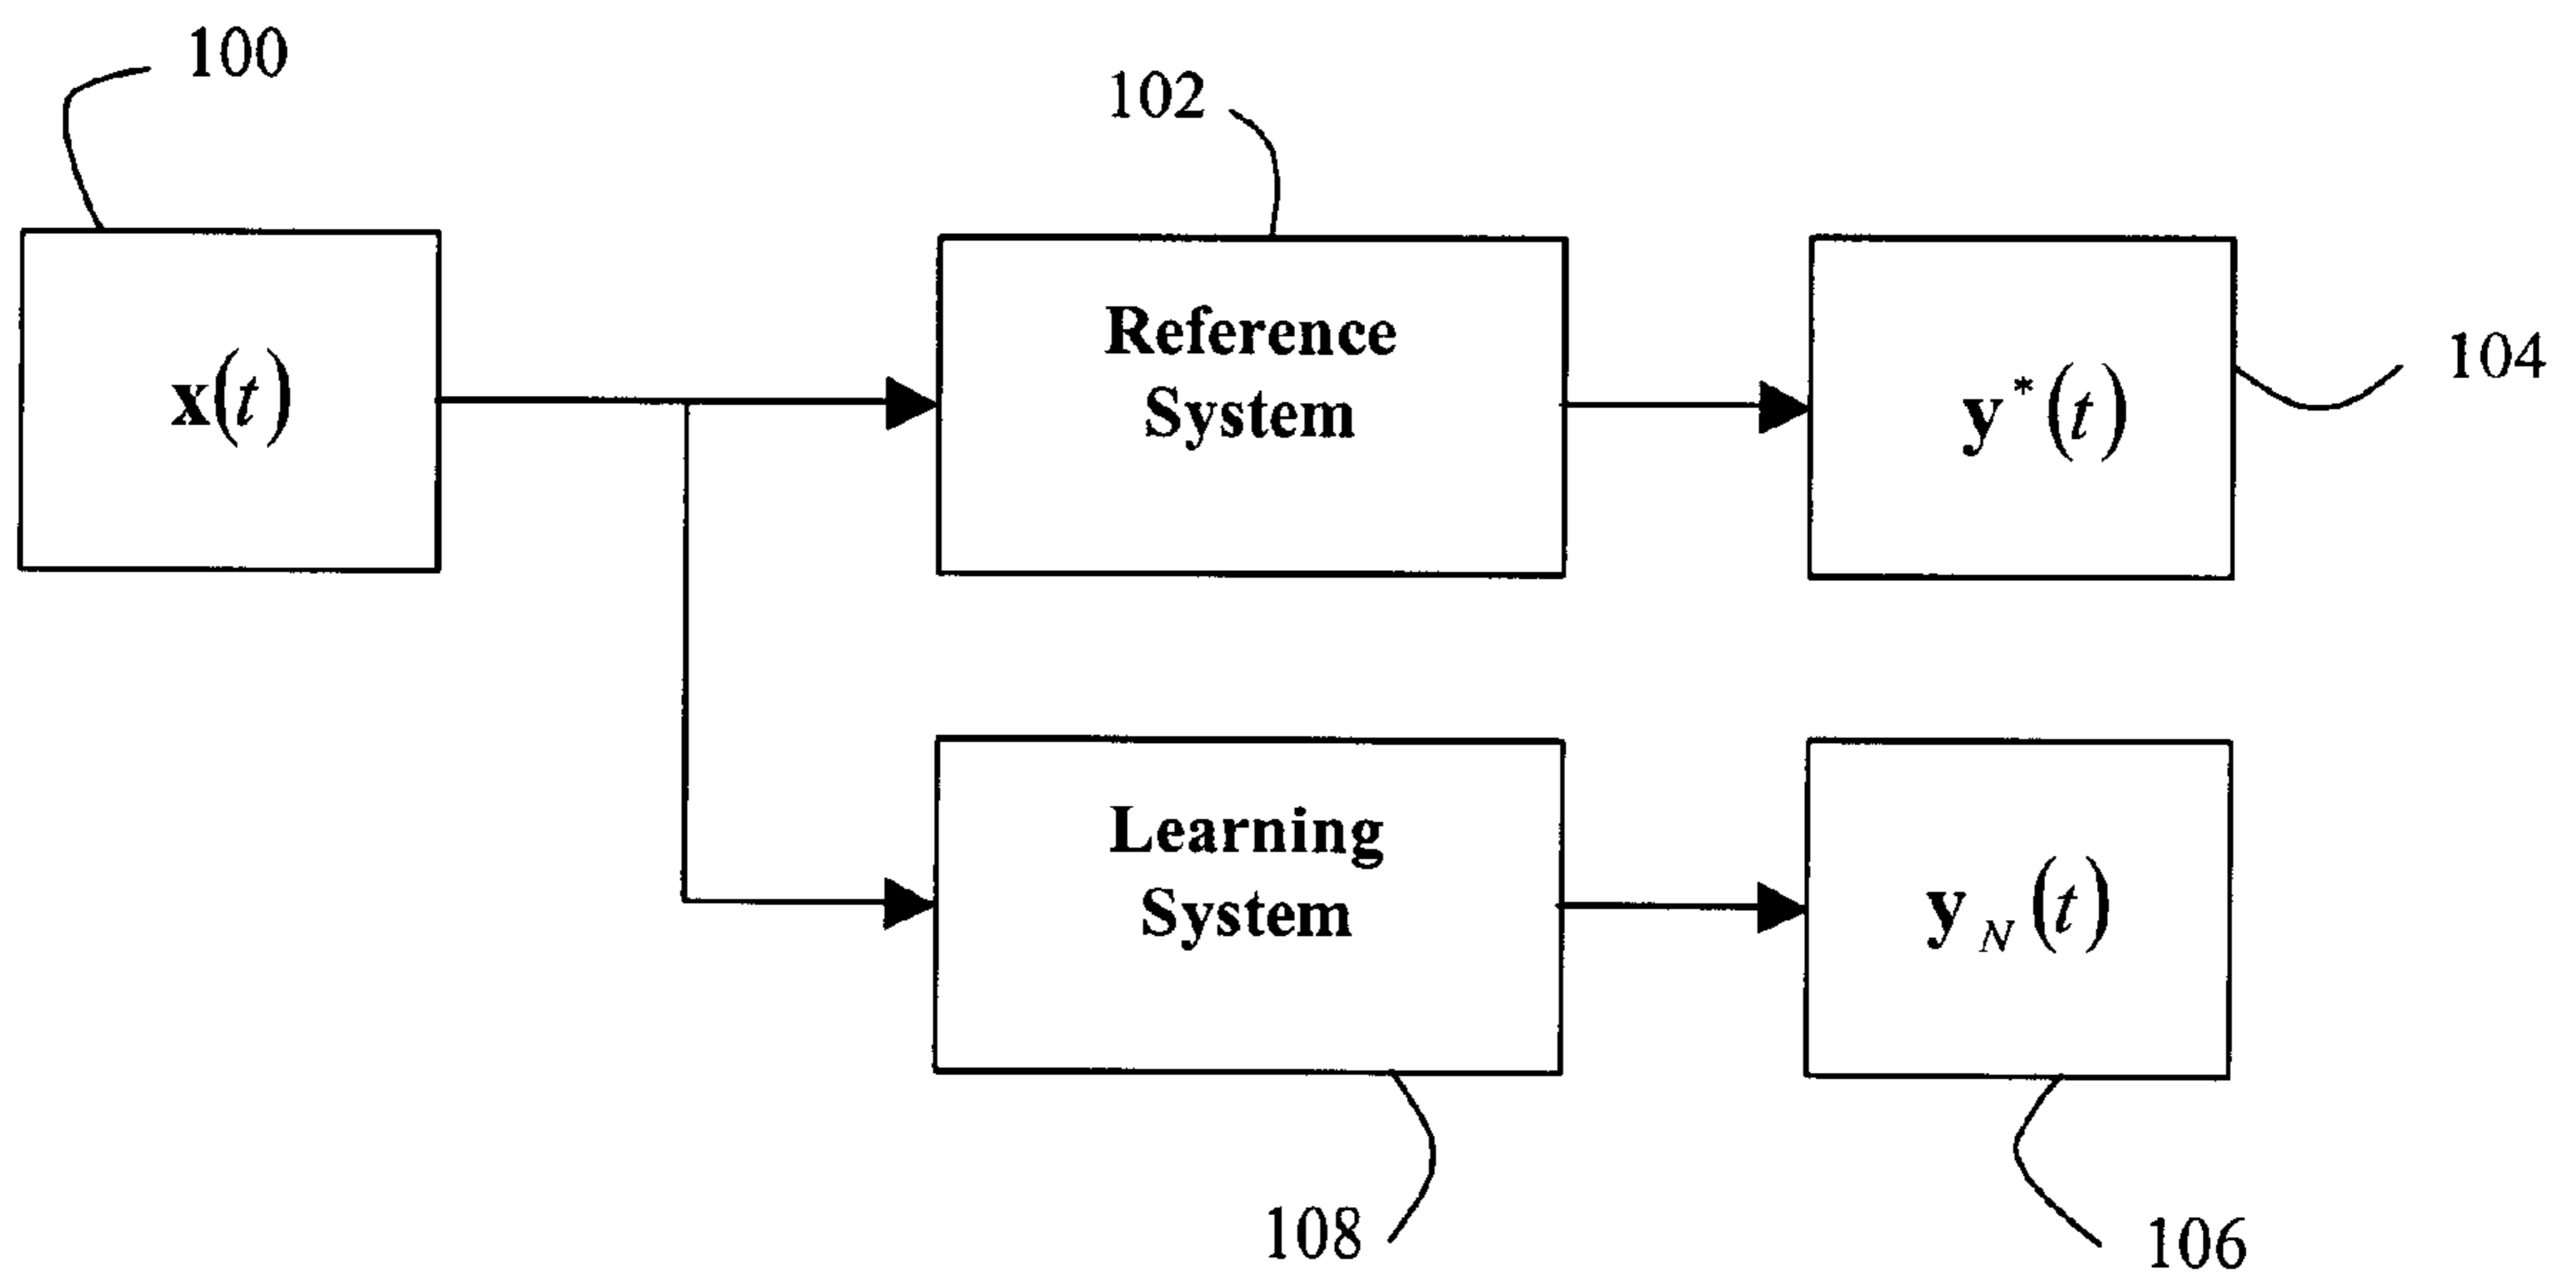 100
102
Reference
System
x(t)
y*(t)
104
Learning
System
y_N(t)
108
106